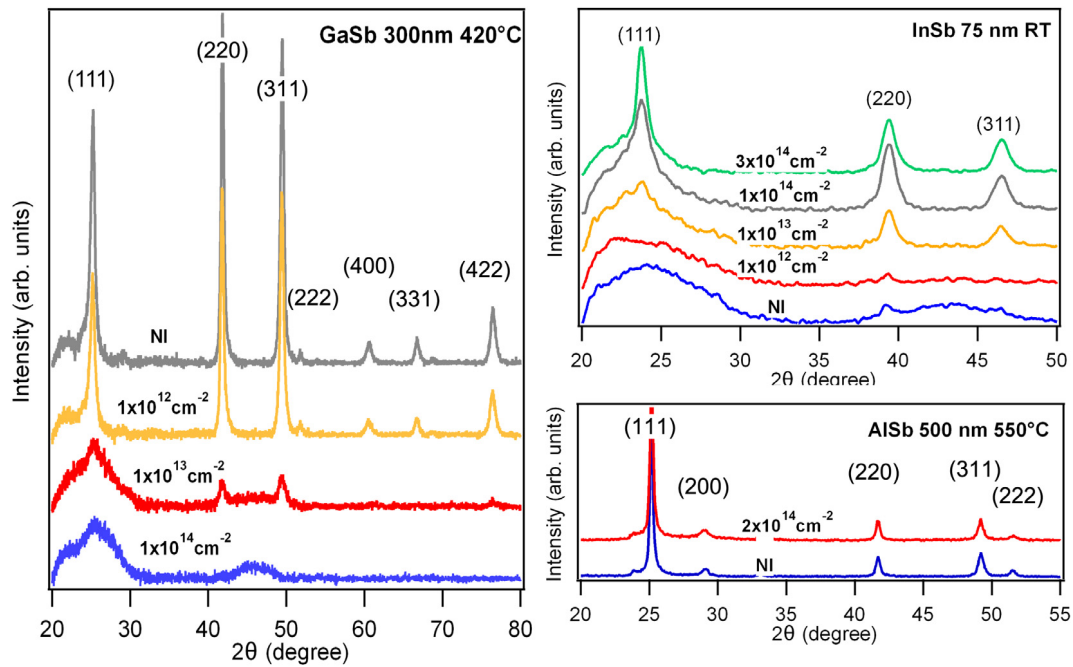 GaSb 300nm 420°C
(111)
(220)
(311)
(222)
(400)
(331)
(422)
NI
1x10¹²cm⁻²
1x10¹³cm⁻²
1x10¹⁴cm⁻²
Intensity (arb. units)
20 30 40 50 60 70 80
2θ (degree)
InSb 75 nm RT
(111)
(220)
(311)
3x10¹⁴cm⁻²
1x10¹⁴cm⁻²
1x10¹³cm⁻²
1x10¹²cm⁻²
NI
Intensity (arb. units)
20 25 30 35 40 45 50
2θ (degree)
AlSb 500 nm 550°C
(111)
(200)
(220)
(311)
(222)
2x10¹⁴cm⁻²
NI
Intensity (arb. units)
20 25 30 35 40 45 50 55
2θ (degree)